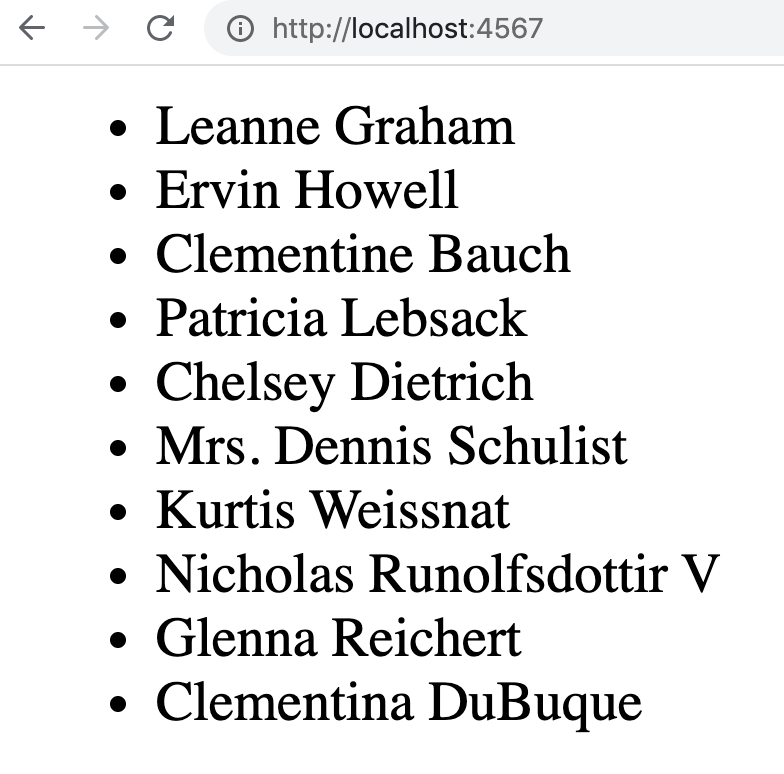 http://localhost:4567
Leanne Graham
Ervin Howell
Clementine Bauch
Patricia Lebsack
Chelsey Dietrich
Mrs. Dennis Schulist
Kurtis Weissnat
Nicholas Runolfsdottir V
Glenna Reichert
Clementina DuBuque